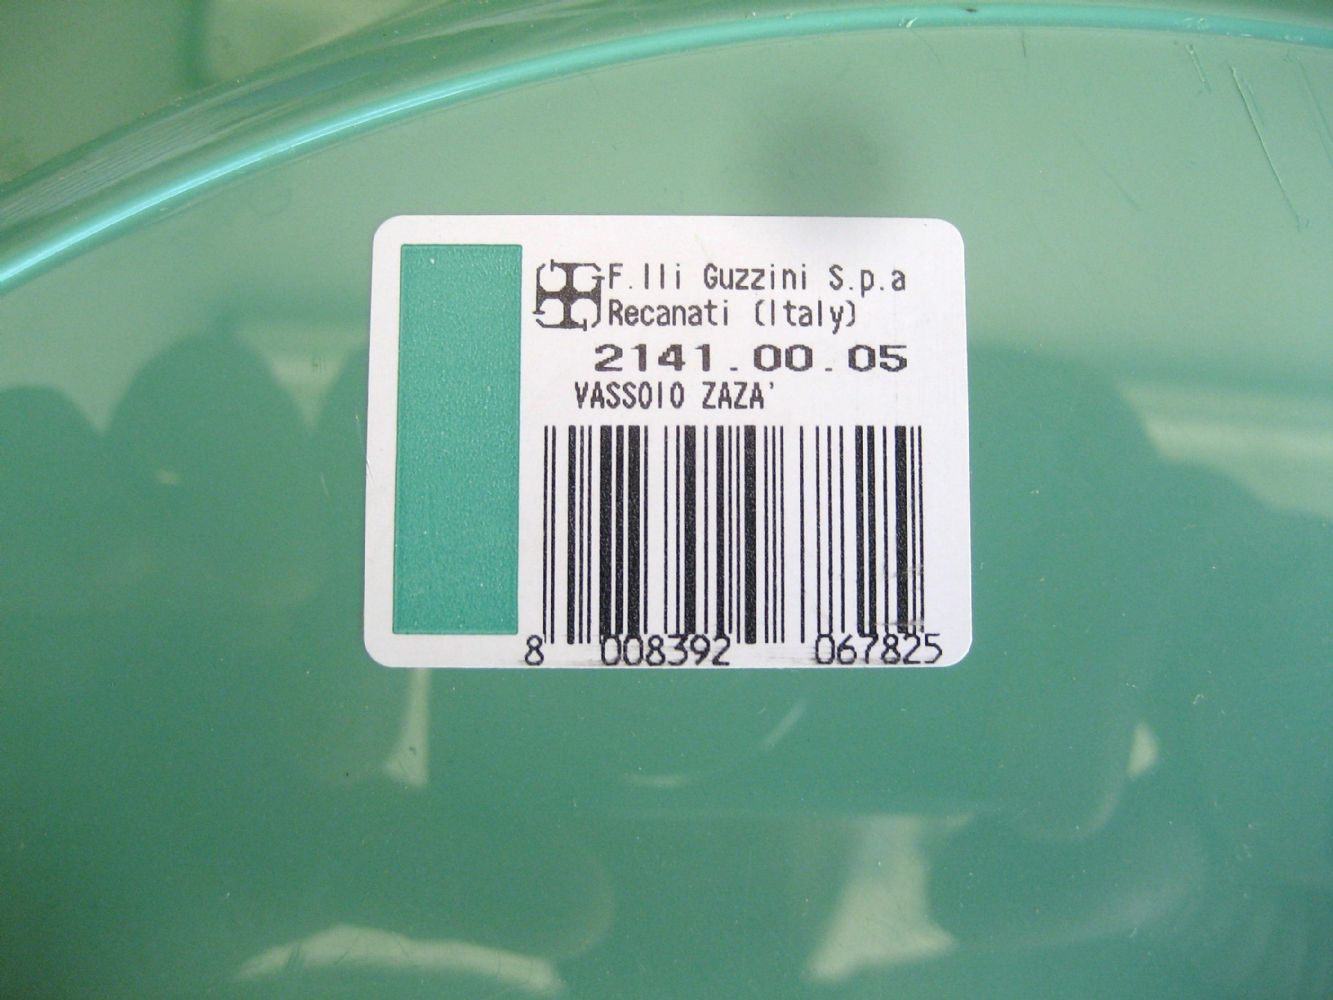 F.lli Guzzini S.p.a
Recanati (Italy)
2141.00.05
VASSOIO ZAZA'
8 008392 067825